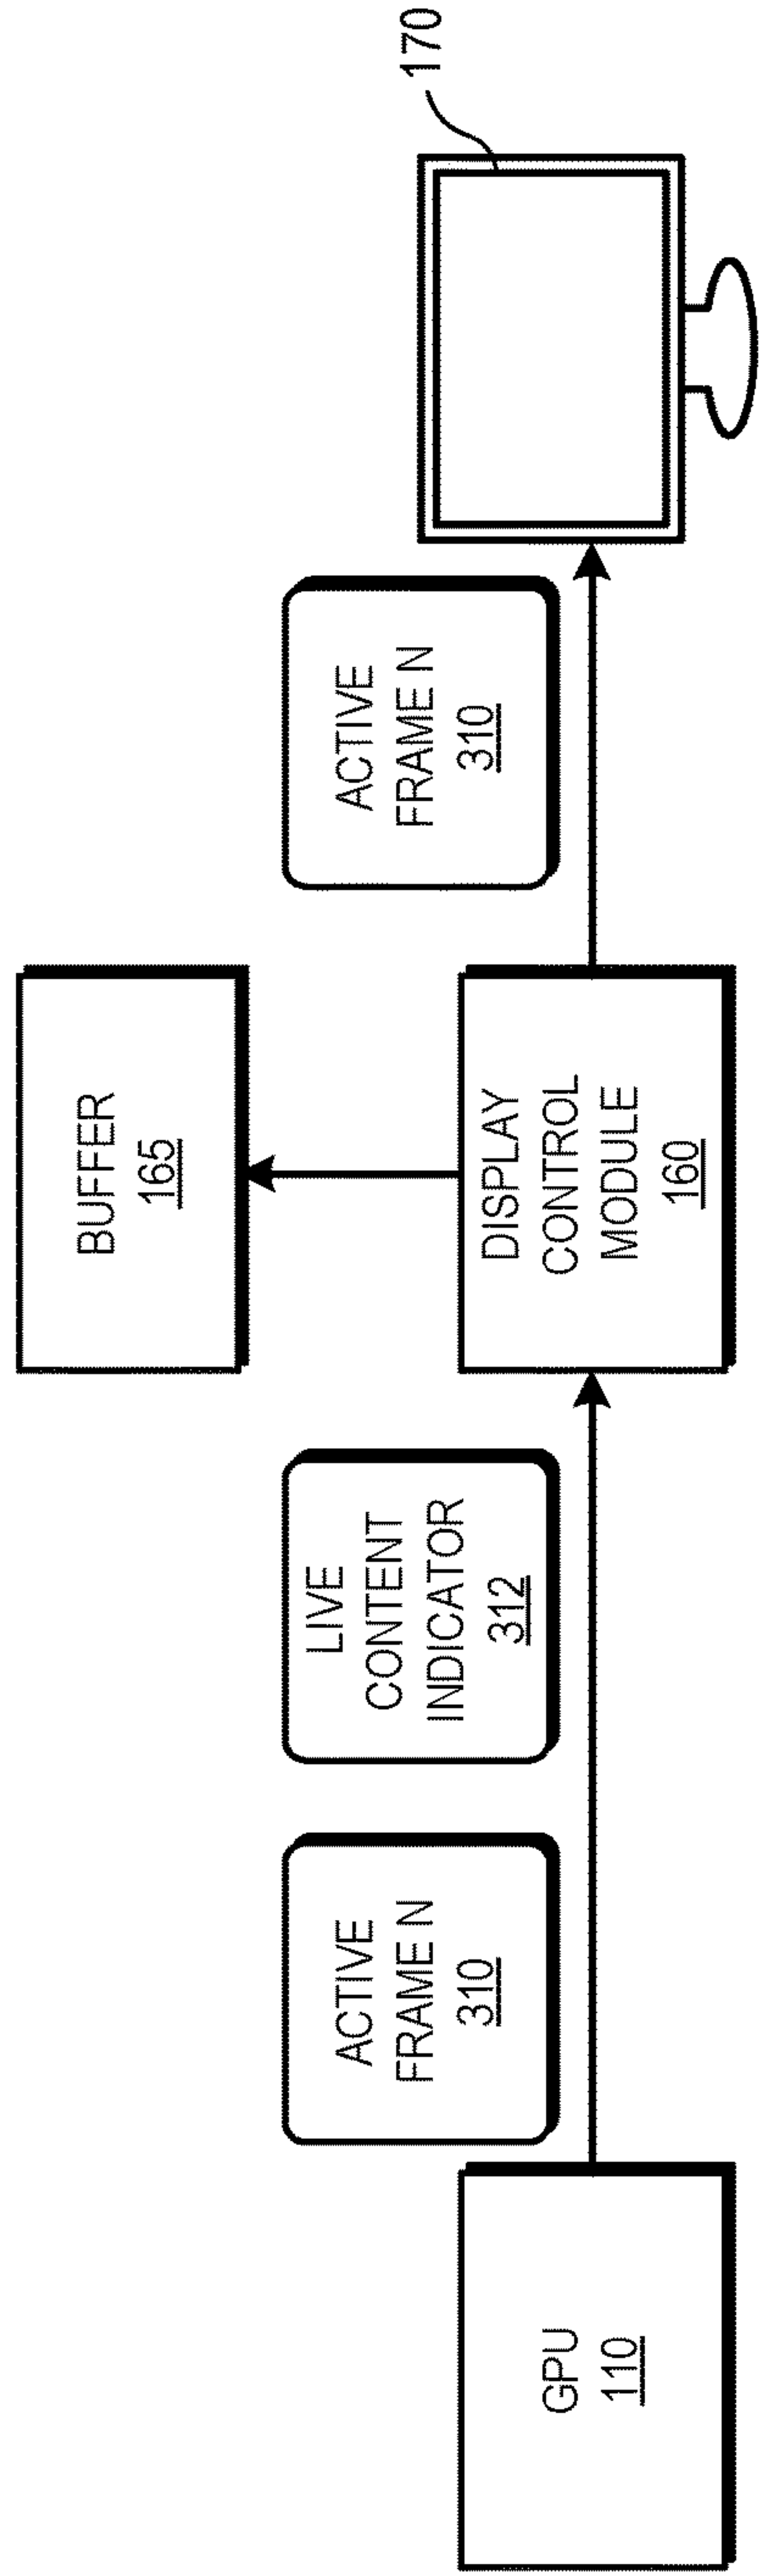 BUFFER
165
ACTIVE
FRAME N
310
LIVE
CONTENT
INDICATOR
312
ACTIVE
FRAME N
310
170
GPU
110
DISPLAY
CONTROL
MODULE
160